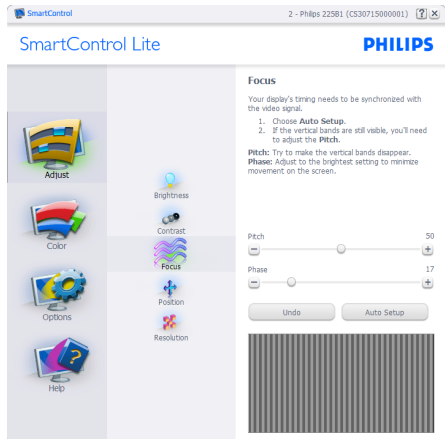 SmartControl
2 - Philips 225B1 (CS30715000001)
SmartControl Lite
PHILIPS
Adjust
Color
Options
Help
Brightness
Contrast
Focus
Position
Resolution
Focus
Your display's timing needs to be synchronized with
the video signal.
1. Choose Auto Setup.
2. If the vertical bands are still visible, you'll need
to adjust the Pitch.
Pitch: Try to make the vertical bands disappear.
Phase: Adjust to the brightest setting to minimize
movement on the screen.
Pitch 50
Phase 17
Undo Auto Setup